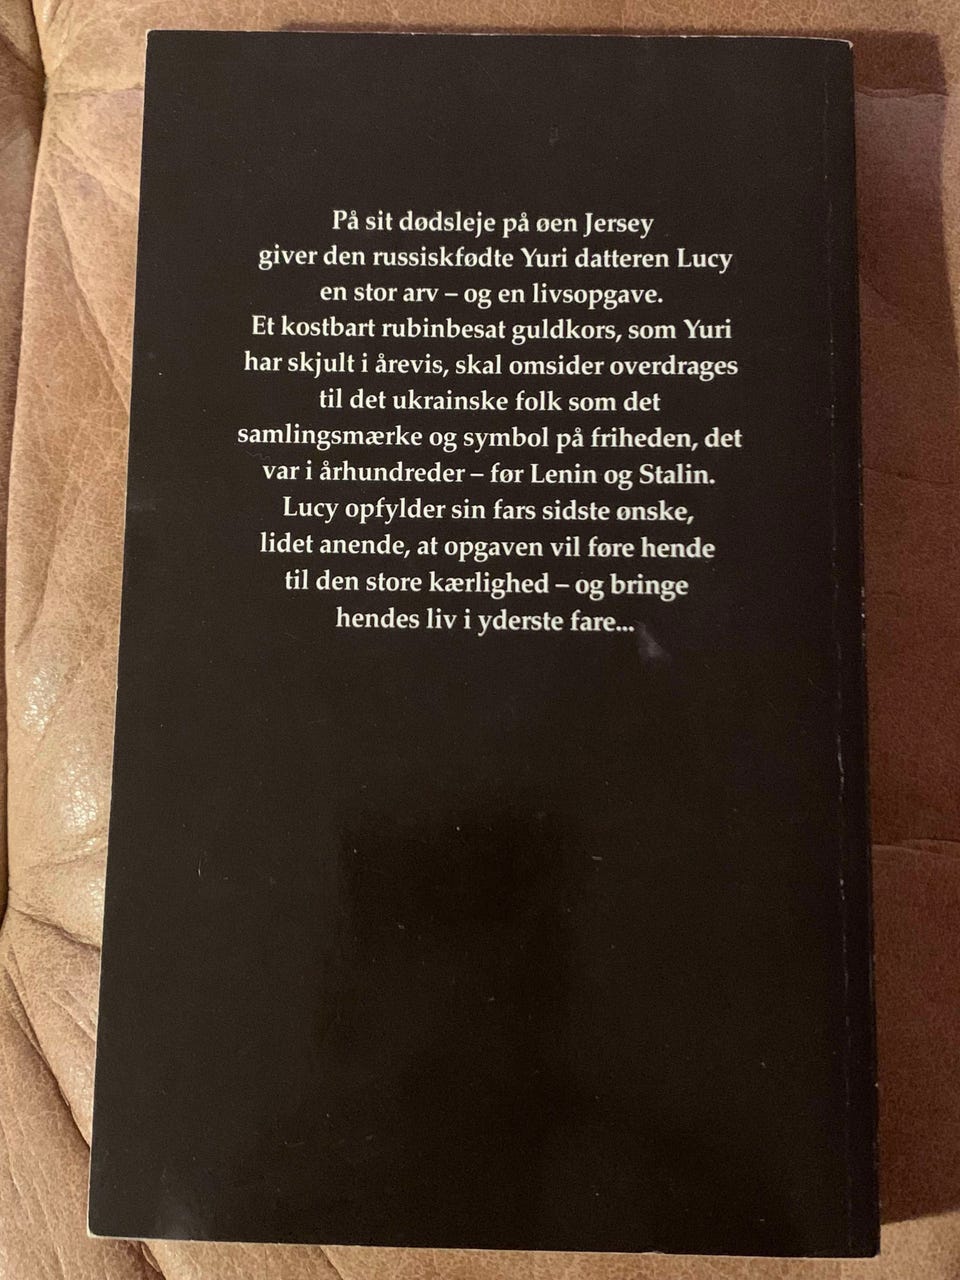 På sit dødsleje på øen Jersey
giver den russiskfødte Yuri datteren Lucy
en stor arv – og en livsopgave.
Et kostbart rubinbesat guldkors, som Yuri
har skjult i årevis, skal omsider overdrages
til det ukrainske folk som det
samlingsmærke og symbol på friheden, det
var i århundreder – før Lenin og Stalin.
Lucy opfylder sin fars sidste ønske,
lidet anende, at opgaven vil føre hende
til den store kærlighed – og bringe
hendes liv i yderste fare...